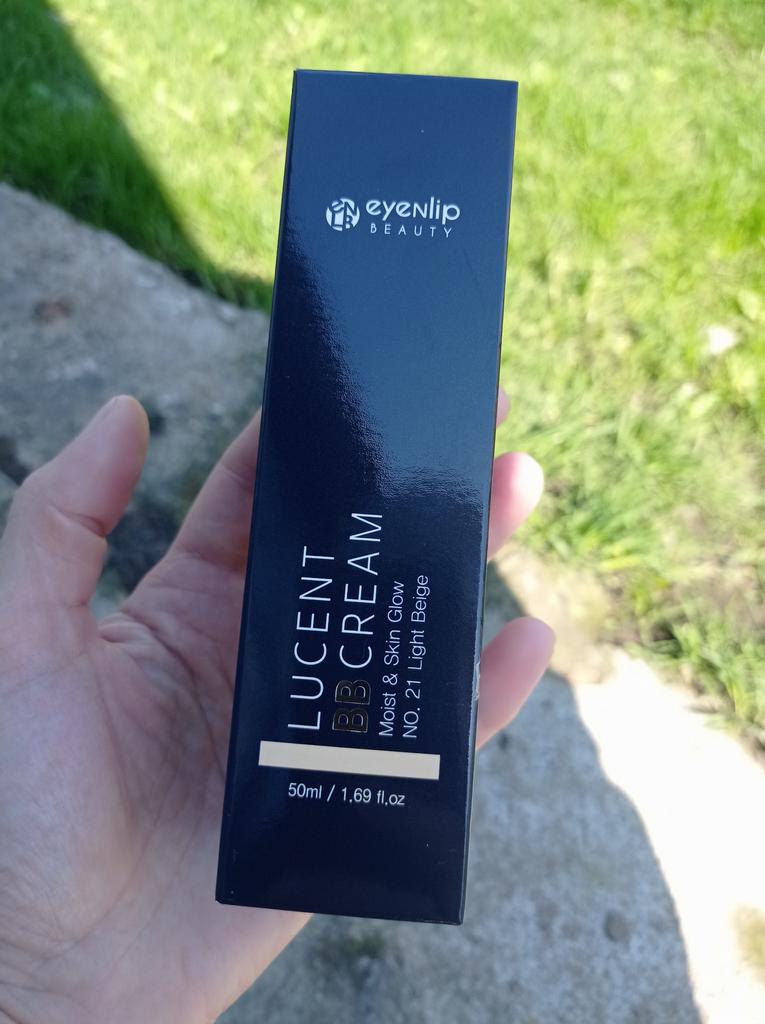 eyenlip
BEAUTY
LUCENT
BB CREAM
Moist & Skin Glow
NO. 21 Light Beige
50ml / 1.69 fl.oz